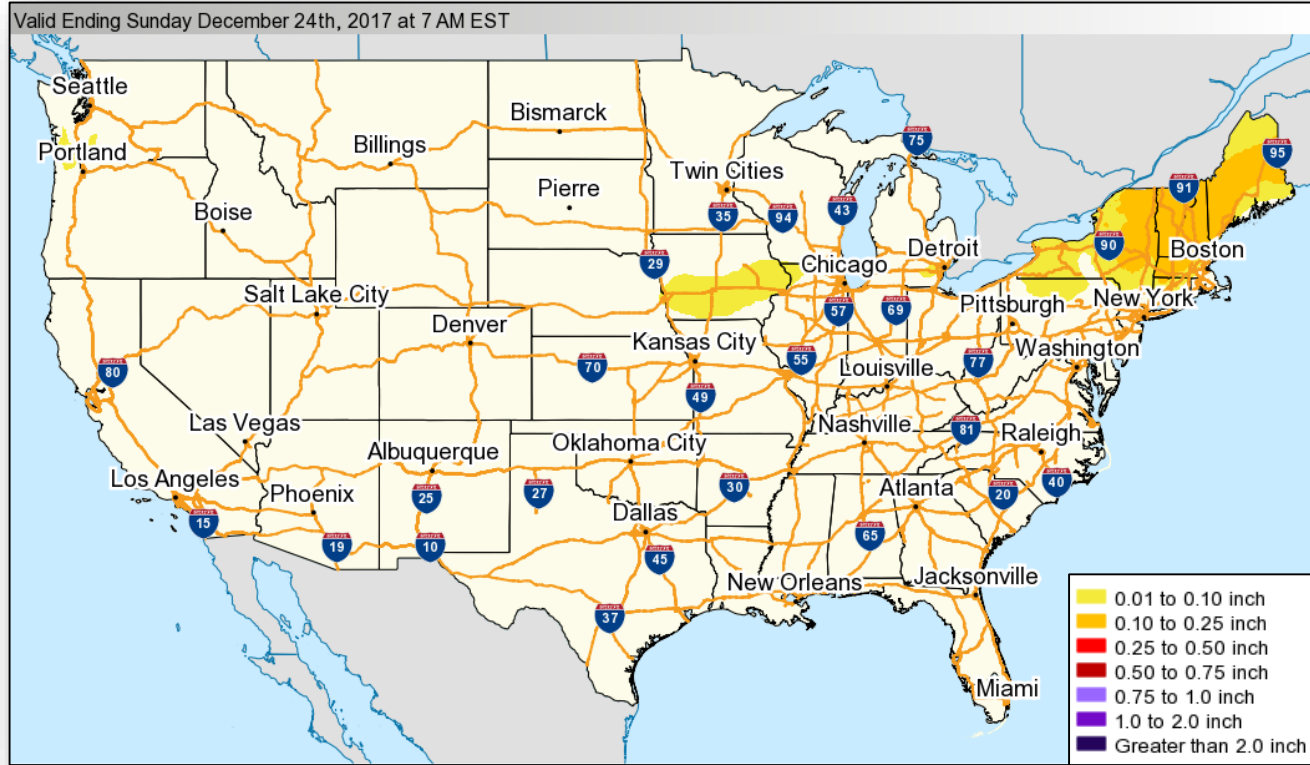 Valid Ending Sunday December 24th, 2017 at 7 AM EST
Seattle
Portland
Billings
Bismarck
Pierre
Twin Cities
Boise
Salt Lake City
Denver
Chicago
Detroit
Boston
New York
Pittsburgh
Washington
Kansas City
Louisville
Las Vegas
Albuquerque
Oklahoma City
Nashville
Raleigh
Los Angeles
Phoenix
Dallas
Atlanta
New Orleans
Jacksonville
Miami
75
95
91
90
35
94
43
29
57
69
80
70
55
77
49
81
25
27
30
20
40
15
19
10
45
65
37
0.01 to 0.10 inch
0.10 to 0.25 inch
0.25 to 0.50 inch
0.50 to 0.75 inch
0.75 to 1.0 inch
1.0 to 2.0 inch
Greater than 2.0 inch